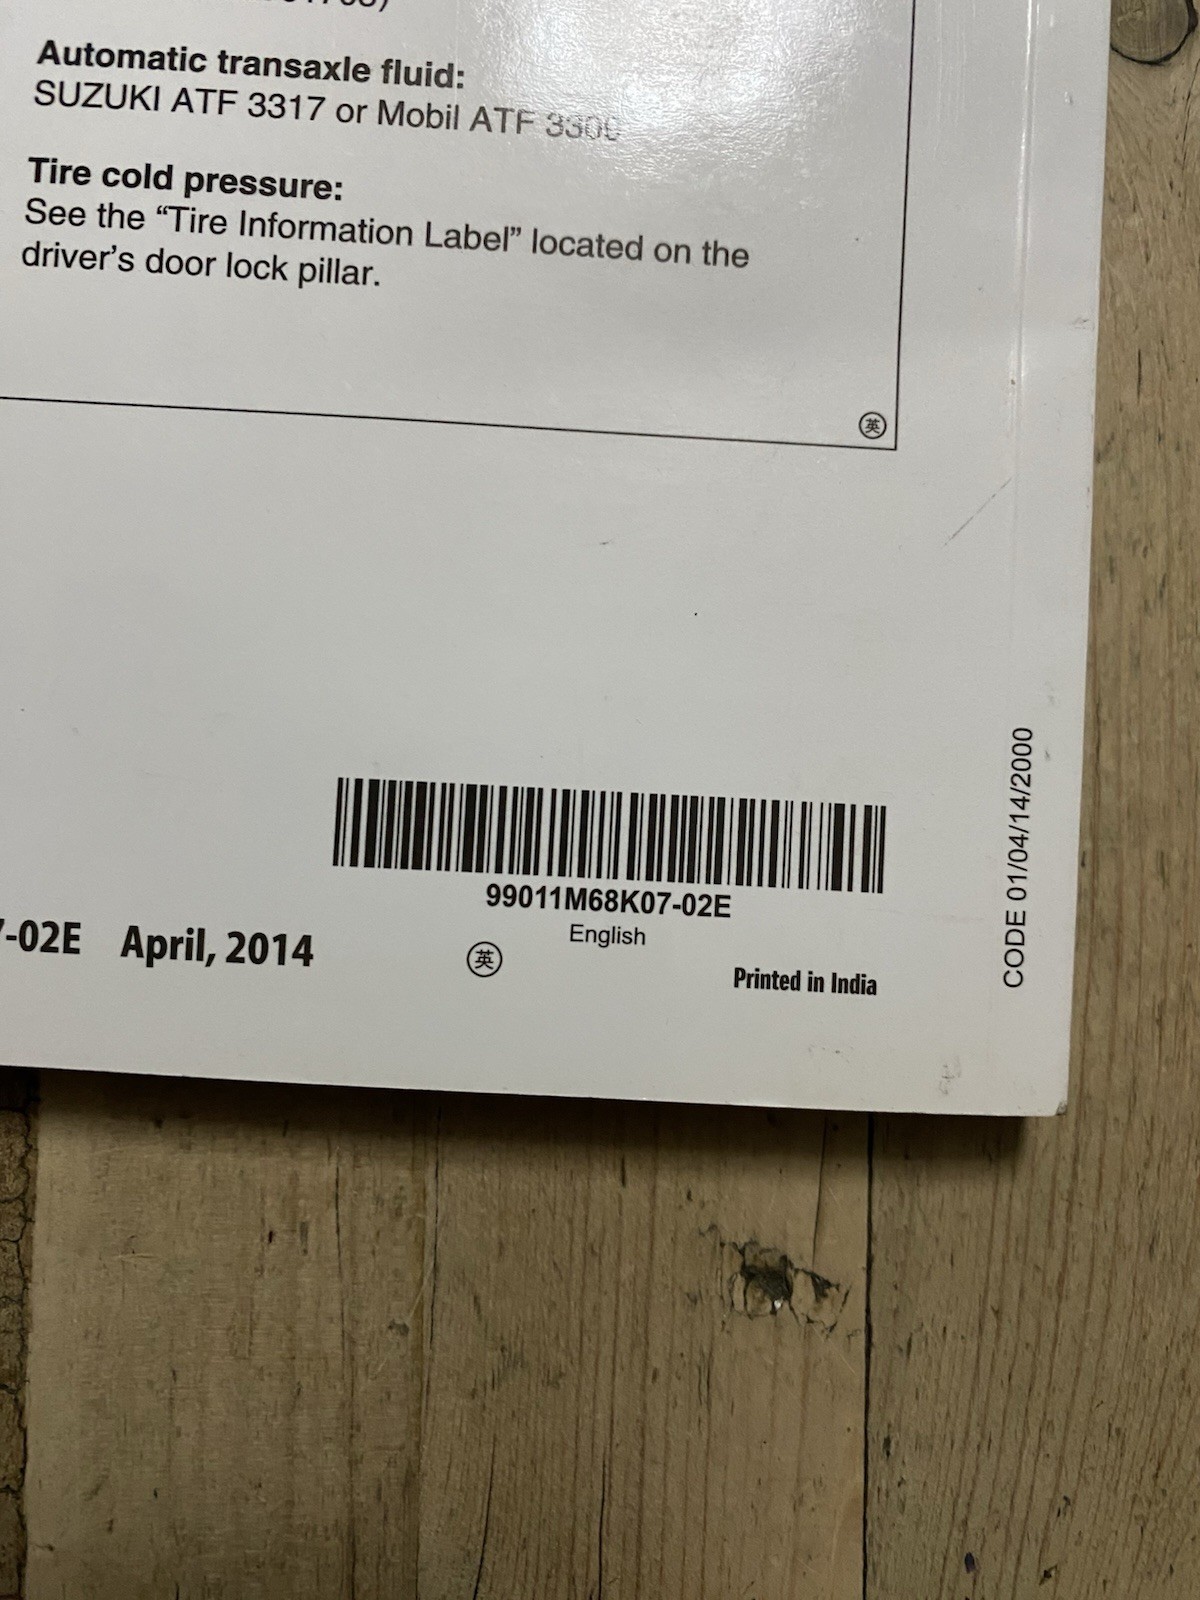 Automatic transaxle fluid:
SUZUKI ATF 3317 or Mobil ATF 3309
Tire cold pressure:
See the “Tire Information Label” located on the
driver’s door lock pillar.
英
99011M68K07-02E
English
-02E April, 2014
英
Printed in India
CODE 01/04/14/2000